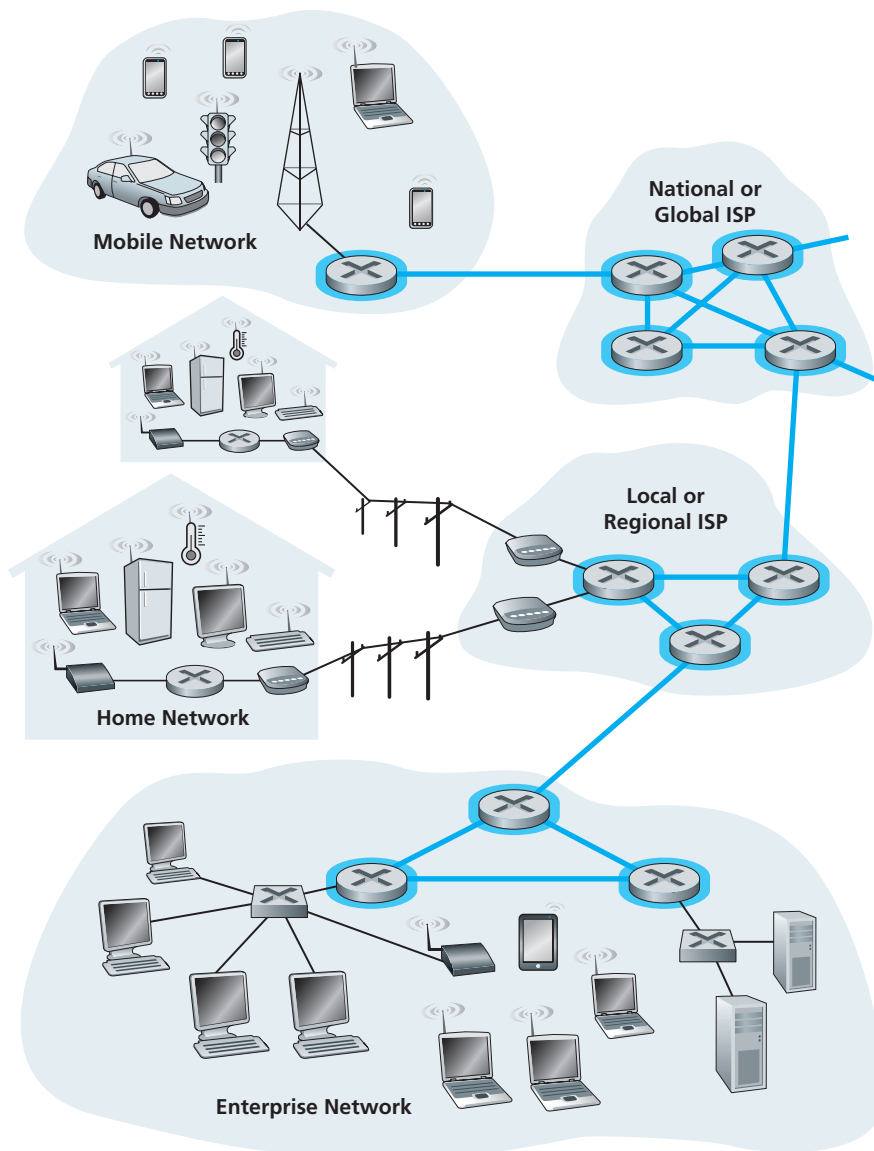 National or
Global ISP
Mobile Network
Local or
Regional ISP
Home Network
Enterprise Network